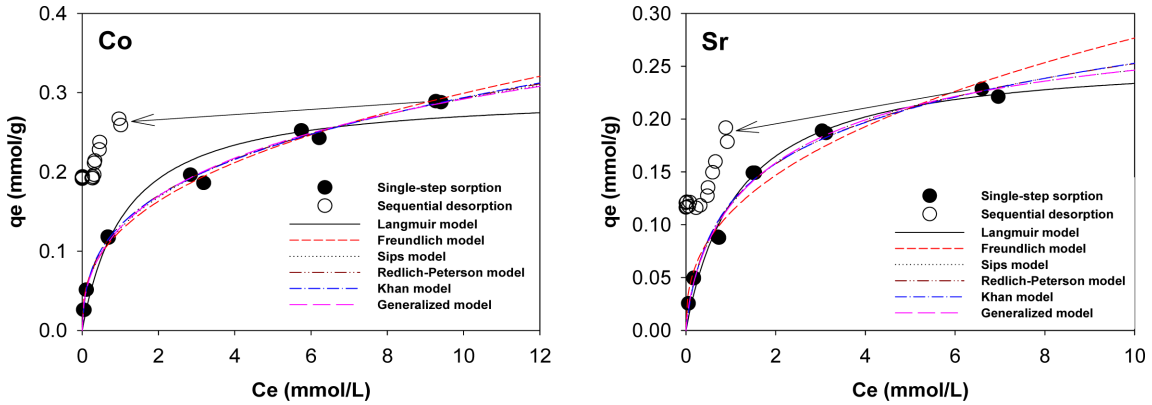 Co
qe (mmol/g)
0.4
0.3
0.2
0.1
0.0
0 2 4 6 8 10 12
Ce (mmol/L)
Single-step sorption
Sequential desorption
Langmuir model
Freundlich model
Sips model
Redlich-Peterson model
Khan model
Generalized model
Sr
qe (mmol/g)
0.30
0.25
0.20
0.15
0.10
0.05
0.00
0 2 4 6 8 10
Ce (mmol/L)
Single-step sorption
Sequential desorption
Langmuir model
Freundlich model
Sips model
Redlich-Peterson model
Khan model
Generalized model